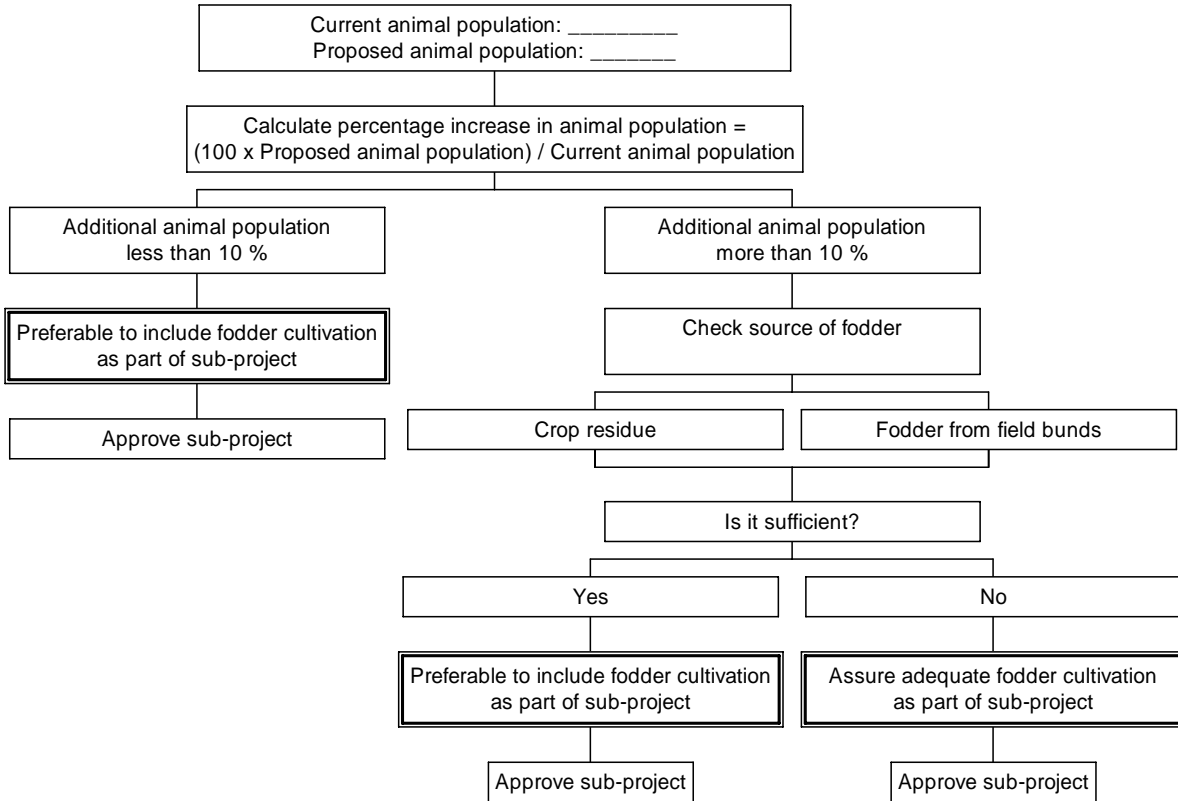 Current animal population: _________
Proposed animal population: _______
Calculate percentage increase in animal population =
(100 x Proposed animal population) / Current animal population
Additional animal population
less than 10 %
Additional animal population
more than 10 %
Preferable to include fodder cultivation
as part of sub-project
Check source of fodder
Approve sub-project
Crop residue
Fodder from field bunds
Is it sufficient?
Yes
No
Preferable to include fodder cultivation
as part of sub-project
Assure adequate fodder cultivation
as part of sub-project
Approve sub-project
Approve sub-project